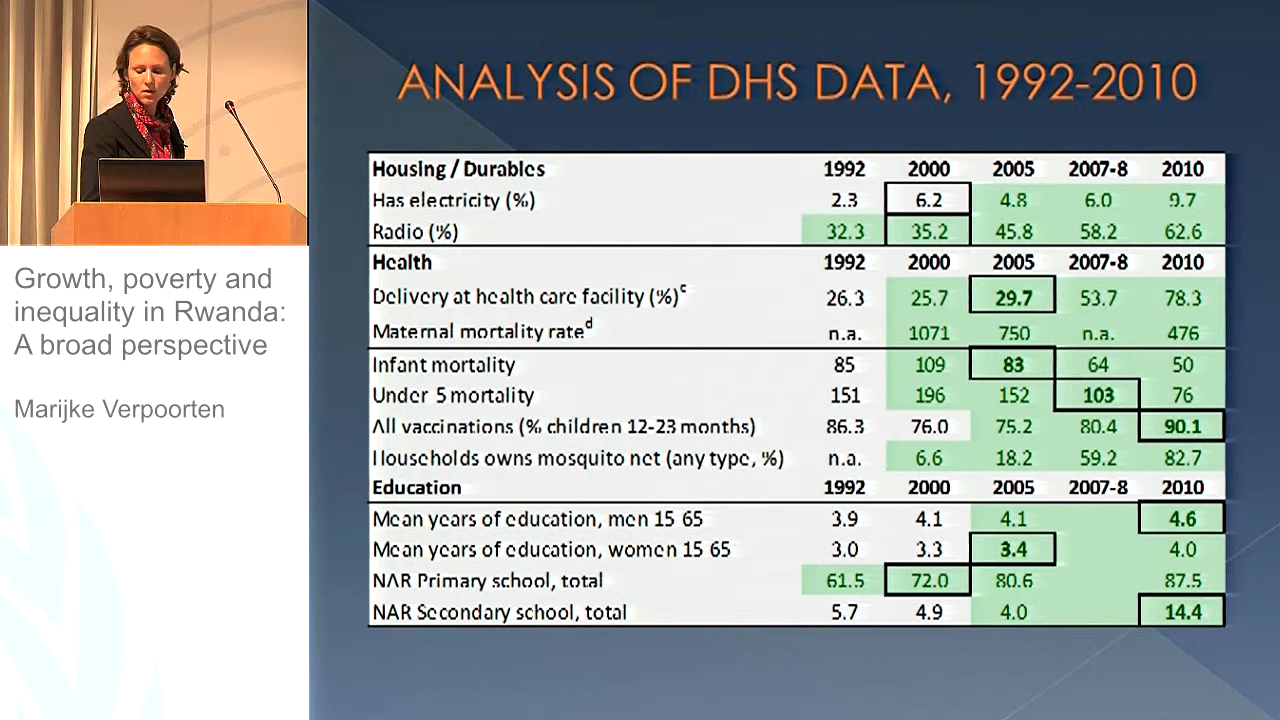 ANALYSIS OF DHS DATA, 1992-2010
Housing / Durables 1992 2000 2005 2007-8 2010
Has electricity (%) 2.3 6.2 4.8 6.0 9.7
Radio (%) 32.3 35.2 45.8 58.2 62.6
Health 1992 2000 2005 2007-8 2010
Delivery at health care facility (%)c 26.3 25.7 29.7 53.7 78.3
Maternal mortality rated n.a. 1071 750 n.a. 476
Infant mortality 85 109 83 64 50
Under 5 mortality 151 196 152 103 76
All vaccinations (% children 12-23 months) 86.3 76.0 75.2 80.4 90.1
Households owns mosquito net (any type, %) n.a. 6.6 18.2 59.2 82.7
Education 1992 2000 2005 2007-8 2010
Mean years of education, men 15 65 3.9 4.1 4.1 4.6
Mean years of education, women 15 65 3.0 3.3 3.4 4.0
NAR Primary school, total 61.5 72.0 80.6 87.5
NAR Secondary school, total 5.7 4.9 4.0 14.4
Growth, poverty and
inequality in Rwanda:
A broad perspective
Marijke Verpoorten